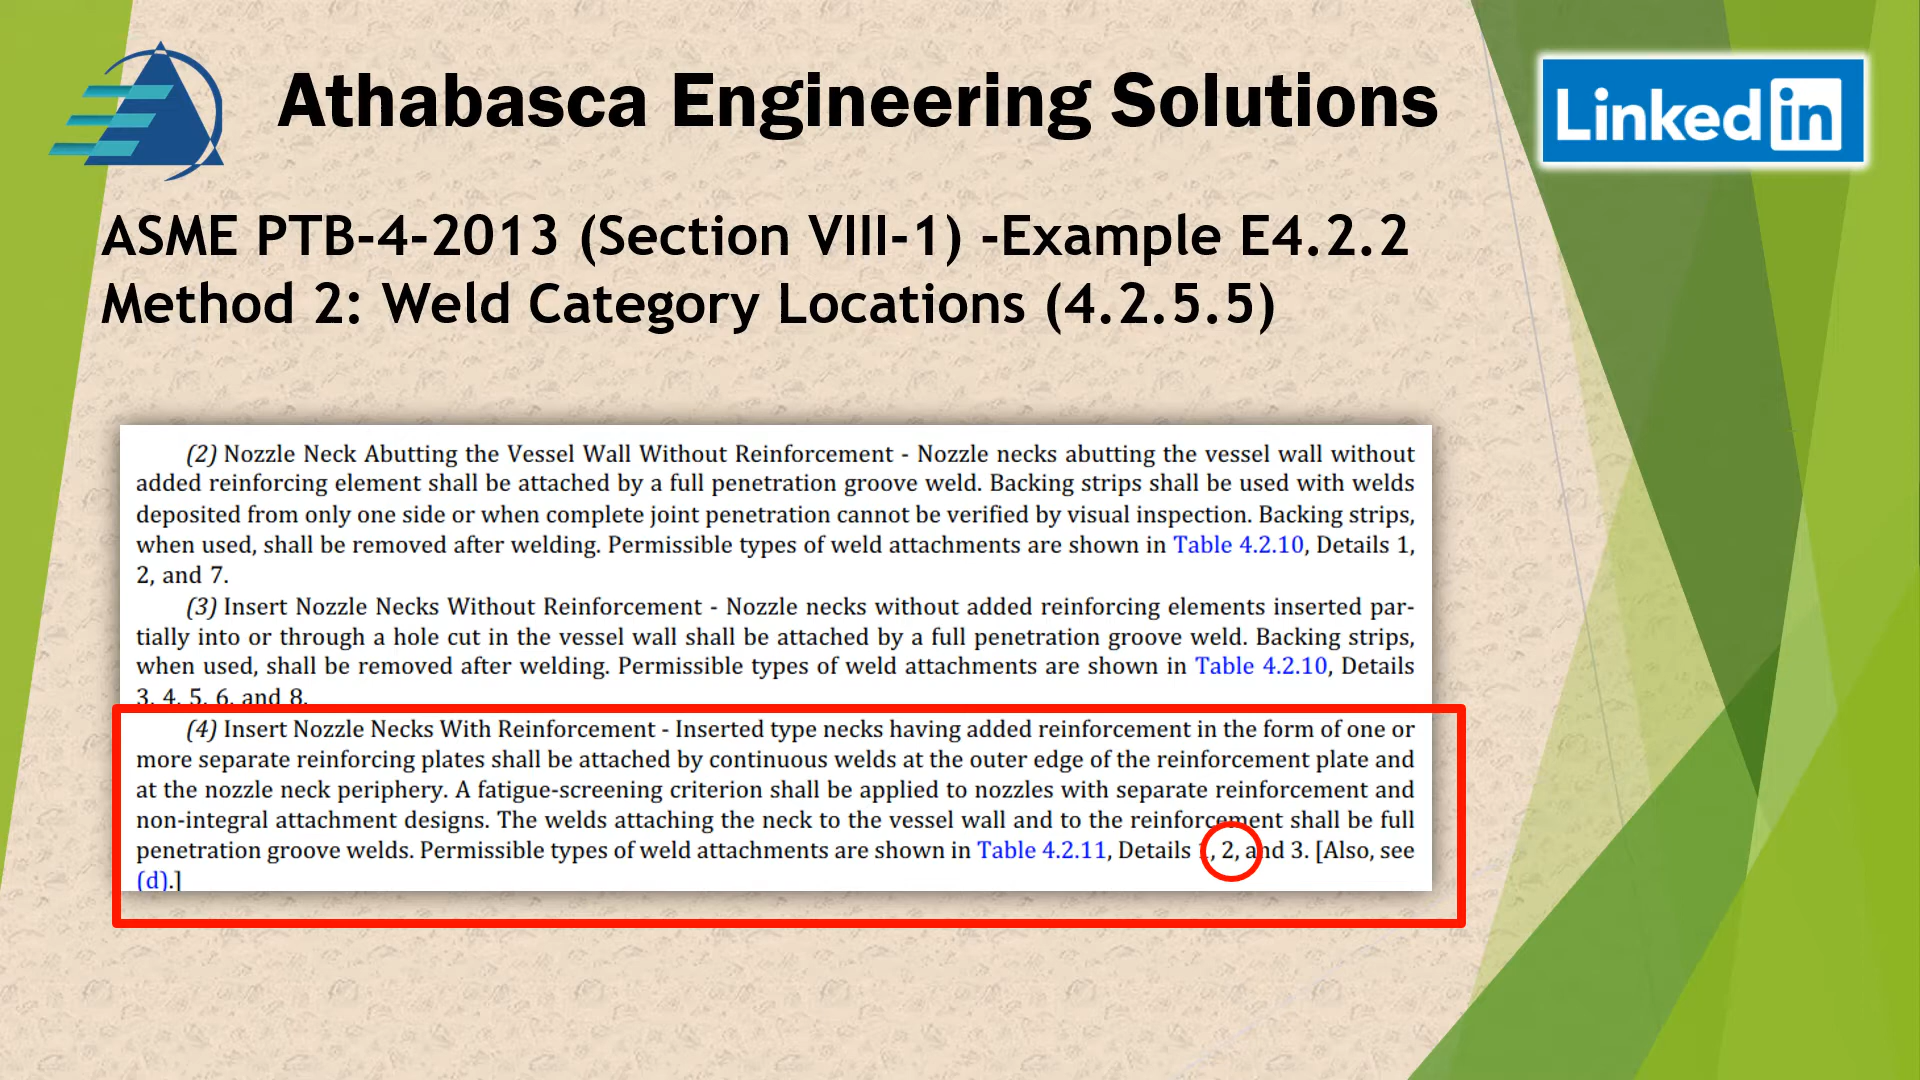 Athabasca Engineering Solutions
Linked in
ASME PTB-4-2013 (Section VIII-1) -Example E4.2.2
Method 2: Weld Category Locations (4.2.5.5)
(2) Nozzle Neck Abutting the Vessel Wall Without Reinforcement - Nozzle necks abutting the vessel wall without
added reinforcing element shall be attached by a full penetration groove weld. Backing strips shall be used with welds
deposited from only one side or when complete joint penetration cannot be verified by visual inspection. Backing strips,
when used, shall be removed after welding. Permissible types of weld attachments are shown in Table 4.2.10, Details 1,
2, and 7.
(3) Insert Nozzle Necks Without Reinforcement - Nozzle necks without added reinforcing elements inserted par-
tially into or through a hole cut in the vessel wall shall be attached by a full penetration groove weld. Backing strips,
when used, shall be removed after welding. Permissible types of weld attachments are shown in Table 4.2.10, Details
3, 4, 5, 6, and 8.
(4) Insert Nozzle Necks With Reinforcement - Inserted type necks having added reinforcement in the form of one or
more separate reinforcing plates shall be attached by continuous welds at the outer edge of the reinforcement plate and
at the nozzle neck periphery. A fatigue-screening criterion shall be applied to nozzles with separate reinforcement and
non-integral attachment designs. The welds attaching the neck to the vessel wall and to the reinforcement shall be full
penetration groove welds. Permissible types of weld attachments are shown in Table 4.2.11, Details 1, 2, and 3. [Also, see
(d).]